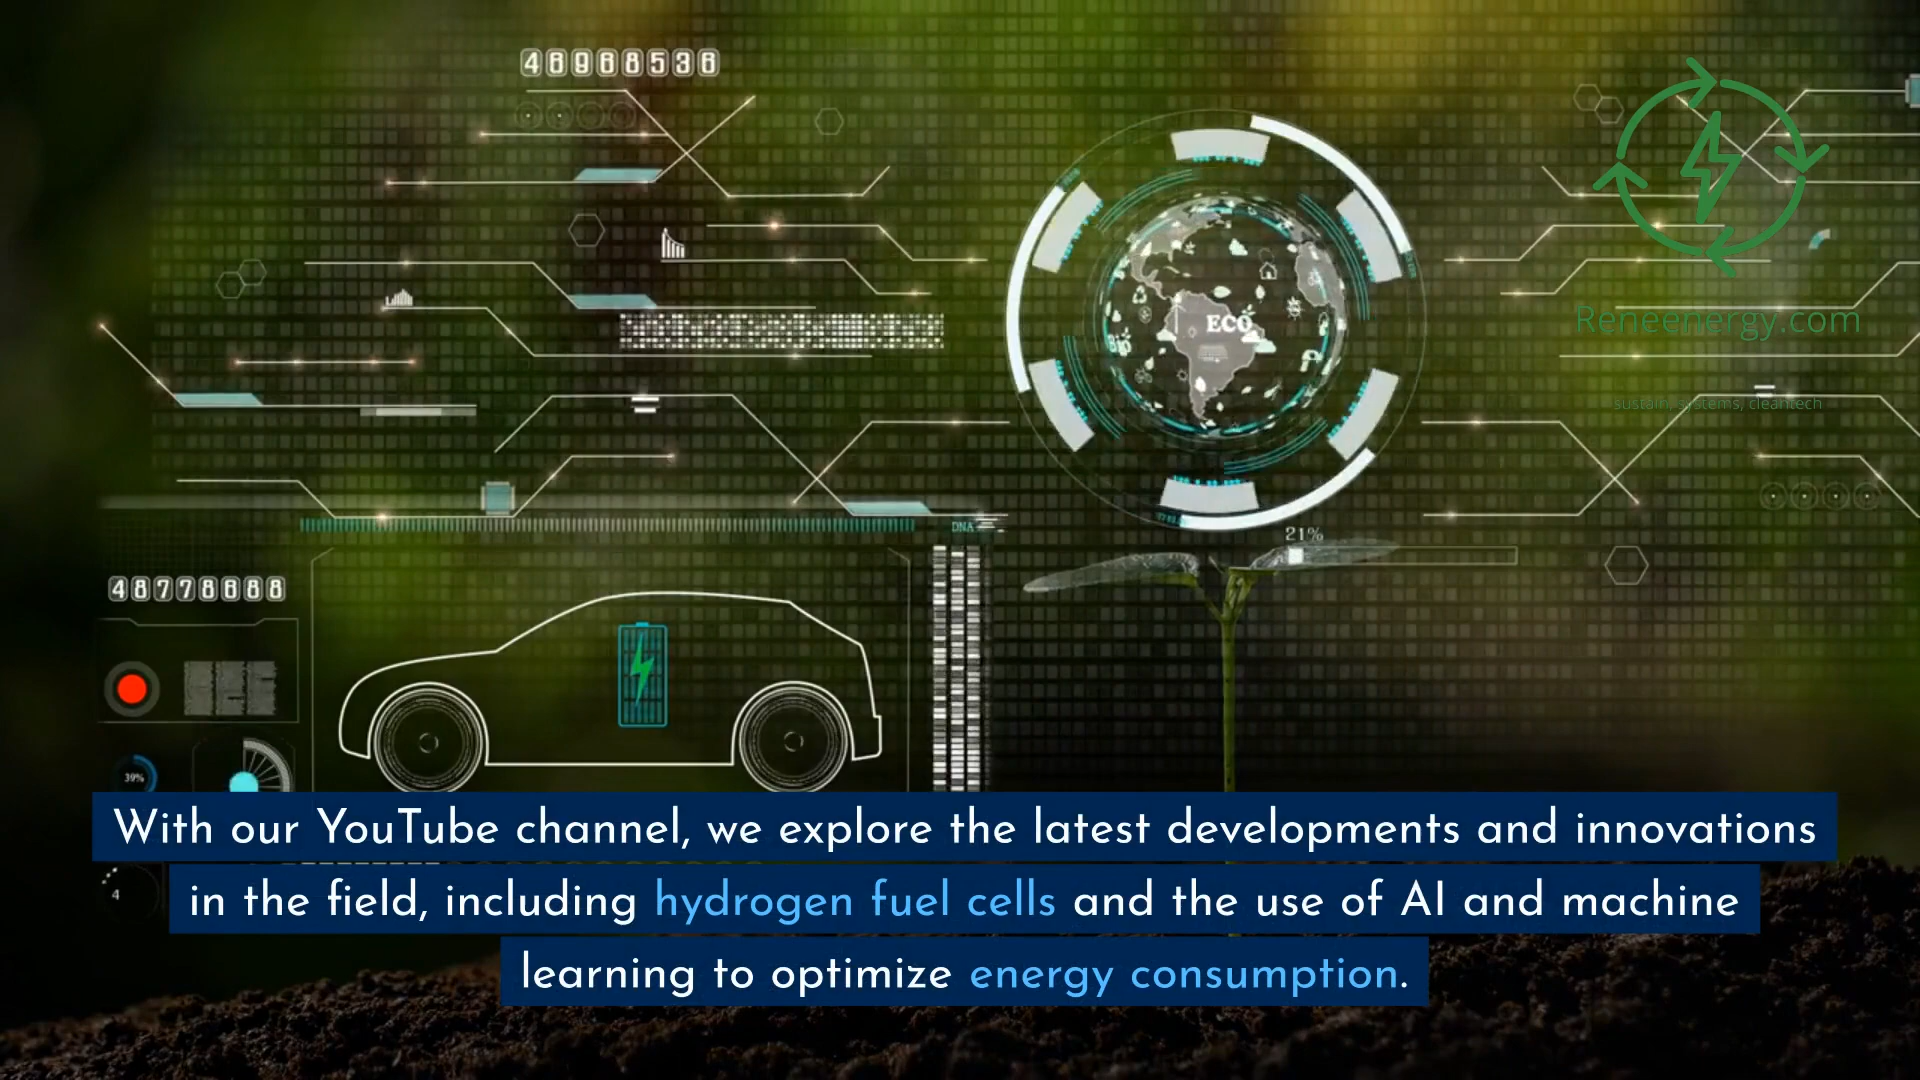 46968536
ECO
Reneenergy.com
sustain, systems, cleantech
DNA
21%
48778688
39%
With our YouTube channel, we explore the latest developments and innovations
in the field, including hydrogen fuel cells and the use of AI and machine
learning to optimize energy consumption.
4